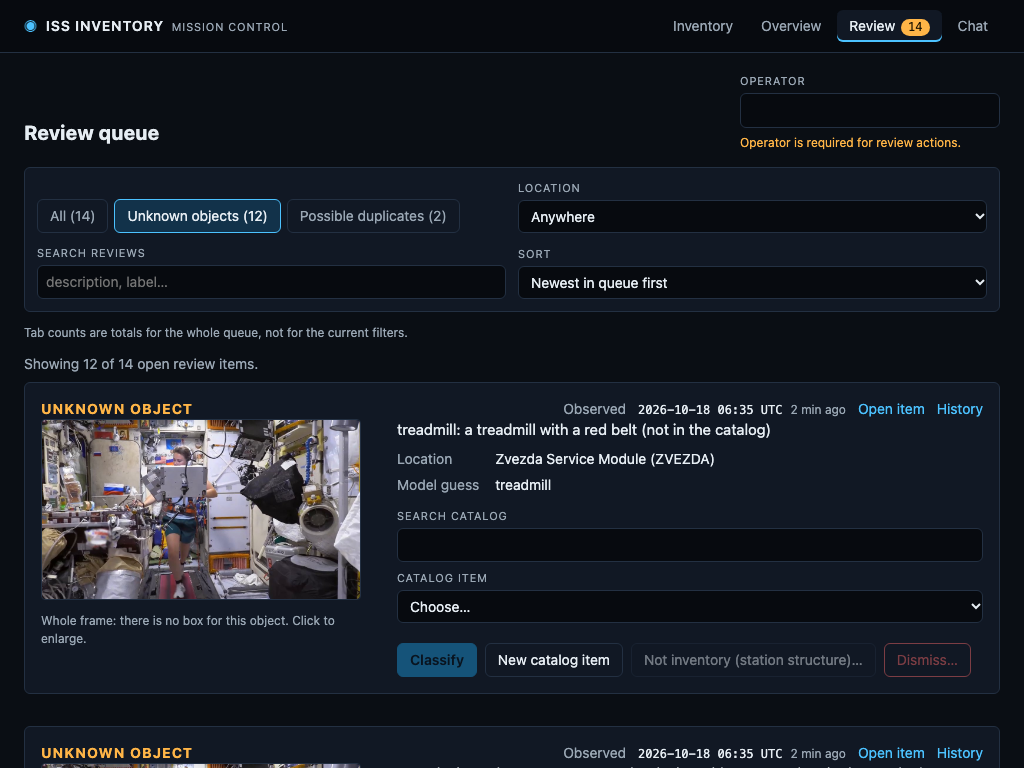 ISS INVENTORY MISSION CONTROL
Inventory Overview Review 14 Chat
OPERATOR
Review queue
Operator is required for review actions.
All (14) Unknown objects (12) Possible duplicates (2)
LOCATION
Anywhere
SEARCH REVIEWS
description, label...
SORT
Newest in queue first
Tab counts are totals for the whole queue, not for the current filters.
Showing 12 of 14 open review items.
UNKNOWN OBJECT
Observed 2026-10-18 06:35 UTC 2 min ago Open item History
treadmill: a treadmill with a red belt (not in the catalog)
Location Zvezda Service Module (ZVEZDA)
Model guess treadmill
SEARCH CATALOG
CATALOG ITEM
Choose...
Whole frame: there is no box for this object. Click to
enlarge.
Classify New catalog item Not inventory (station structure)... Dismiss...
UNKNOWN OBJECT
Observed 2026-10-18 06:35 UTC 2 min ago Open item History